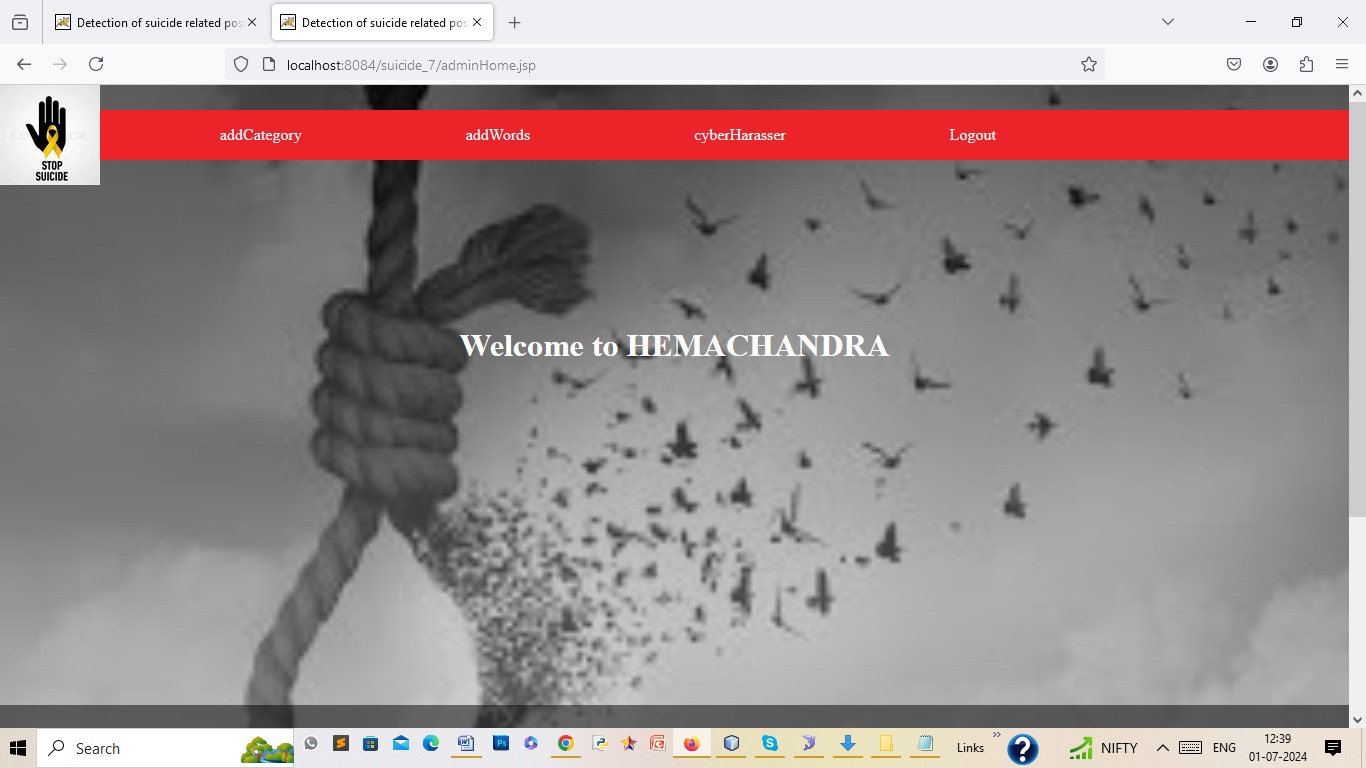 Detection of suicide related pos
Detection of suicide related pos
localhost:8084/suicide_7/adminHome.jsp
STOP
SUICIDE
addCategory
addWords
cyberHarasser
Logout
Welcome to HEMACHANDRA
Search
Links
NIFTY
ENG
12:39
01-07-2024